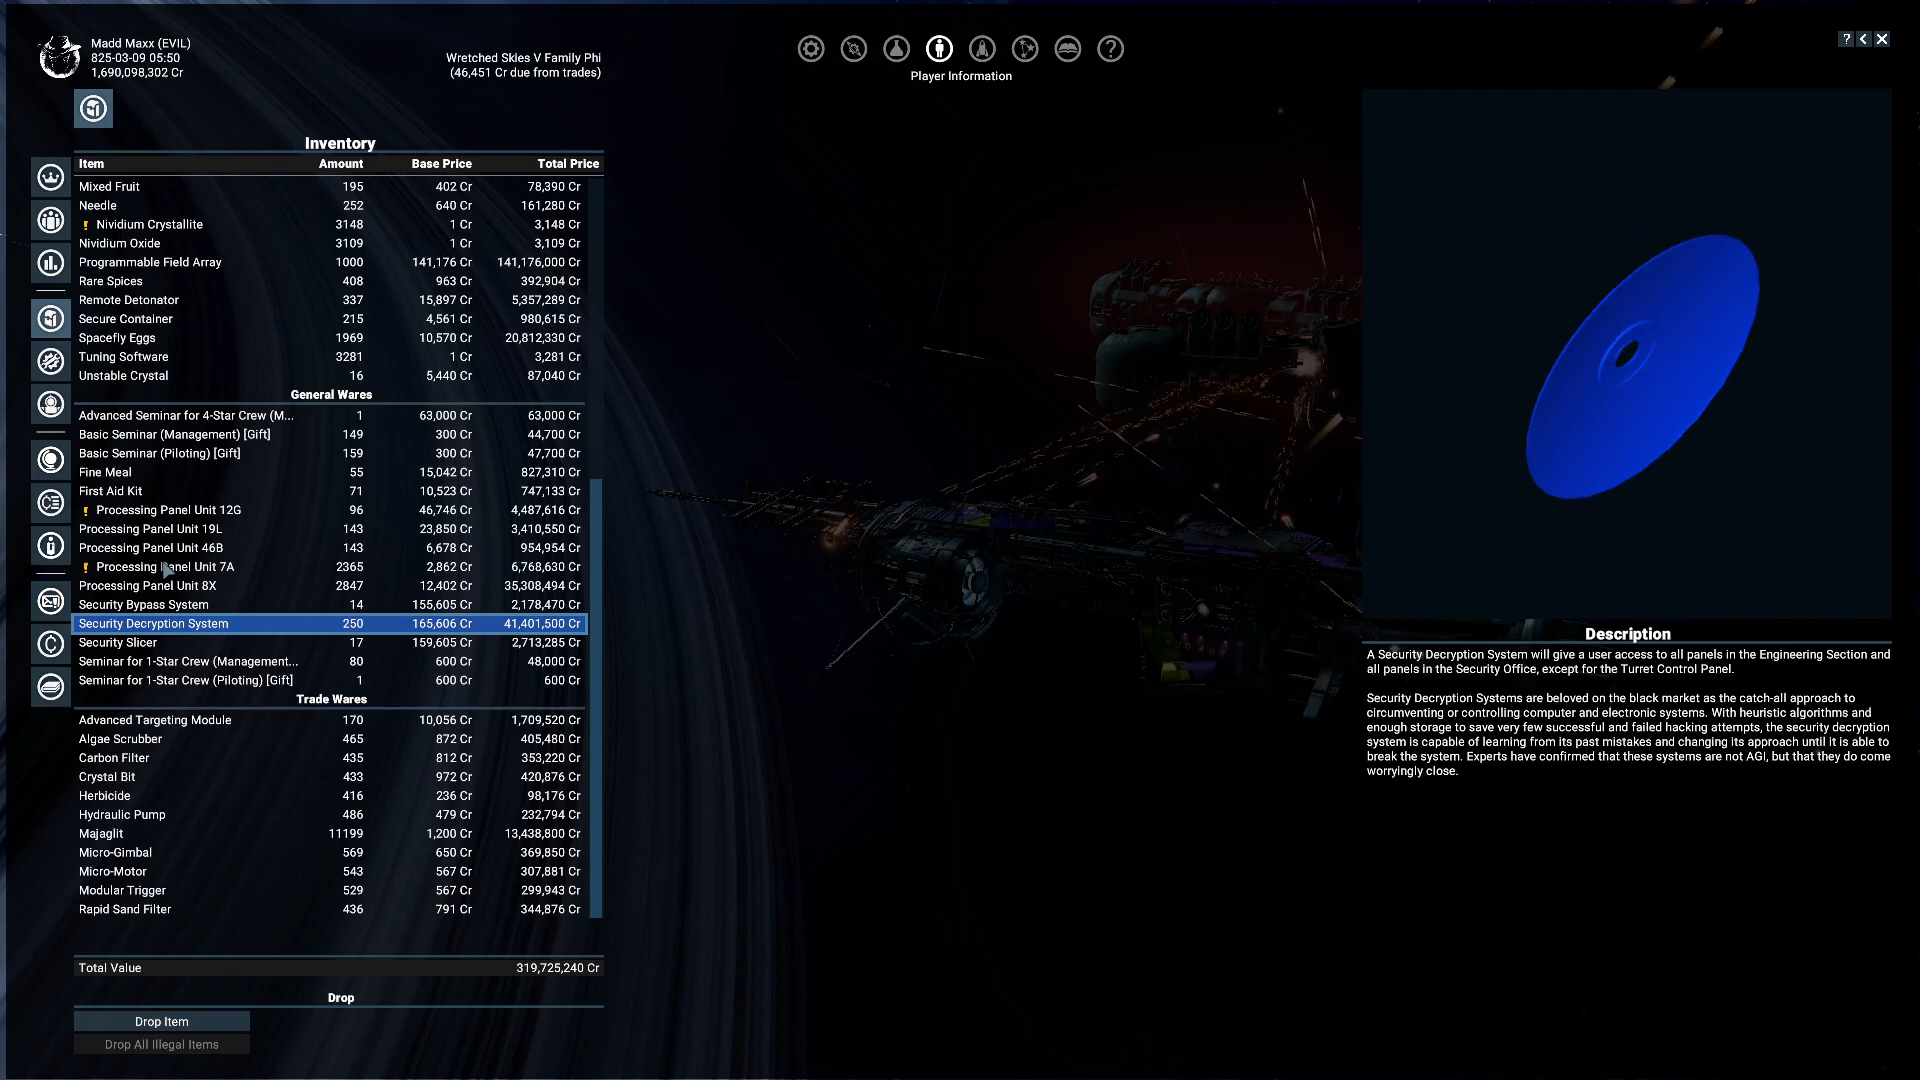 Madd Maxx (EVIL)
825-03-09 05:50
1,690,098,302 Cr
Wretched Skies V Family Phi
(46,451 Cr due from trades)
Player Information
Inventory
Item Amount Base Price Total Price
Mixed Fruit 195 402 Cr 78,390 Cr
Needle 252 640 Cr 161,280 Cr
! Nividium Crystallite 3148 1 Cr 3,148 Cr
Nividium Oxide 3109 1 Cr 3,109 Cr
Programmable Field Array 1000 141,176 Cr 141,176,000 Cr
Rare Spices 408 963 Cr 392,904 Cr
Remote Detonator 337 15,897 Cr 5,357,289 Cr
Secure Container 215 4,561 Cr 980,615 Cr
Spacefly Eggs 1969 10,570 Cr 20,812,330 Cr
Tuning Software 3281 1 Cr 3,281 Cr
Unstable Crystal 16 5,440 Cr 87,040 Cr
General Wares
Advanced Seminar for 4-Star Crew (M... 1 63,000 Cr 63,000 Cr
Basic Seminar (Management) [Gift] 149 300 Cr 44,700 Cr
Basic Seminar (Piloting) [Gift] 159 300 Cr 47,700 Cr
Fine Meal 55 15,042 Cr 827,310 Cr
First Aid Kit 71 10,523 Cr 747,133 Cr
! Processing Panel Unit 12G 96 46,746 Cr 4,487,616 Cr
Processing Panel Unit 19L 143 23,850 Cr 3,410,550 Cr
Processing Panel Unit 46B 143 6,678 Cr 954,954 Cr
! Processing Panel Unit 7A 2365 2,862 Cr 6,768,630 Cr
Processing Panel Unit 8X 2847 12,402 Cr 35,308,494 Cr
Security Bypass System 14 155,605 Cr 2,178,470 Cr
Security Decryption System 250 165,606 Cr 41,401,500 Cr
Security Slicer 17 159,605 Cr 2,713,285 Cr
Seminar for 1-Star Crew (Management... 80 600 Cr 48,000 Cr
Seminar for 1-Star Crew (Piloting) [Gift] 1 600 Cr 600 Cr
Trade Wares
Advanced Targeting Module 170 10,056 Cr 1,709,520 Cr
Algae Scrubber 465 872 Cr 405,480 Cr
Carbon Filter 435 812 Cr 353,220 Cr
Crystal Bit 433 972 Cr 420,876 Cr
Herbicide 416 236 Cr 98,176 Cr
Hydraulic Pump 486 479 Cr 232,794 Cr
Majaglit 11199 1,200 Cr 13,438,800 Cr
Micro-Gimbal 569 650 Cr 369,850 Cr
Micro-Motor 543 567 Cr 307,881 Cr
Modular Trigger 529 567 Cr 299,943 Cr
Rapid Sand Filter 436 791 Cr 344,876 Cr
Total Value 319,725,240 Cr
Drop
Drop Item
Drop All Illegal Items
Description
A Security Decryption System will give a user access to all panels in the Engineering Section and
all panels in the Security Office, except for the Turret Control Panel.
Security Decryption Systems are beloved on the black market as the catch-all approach to
circumventing or controlling computer and electronic systems. With heuristic algorithms and
enough storage to save very few successful and failed hacking attempts, the security decryption
system is capable of learning from its past mistakes and changing its approach until it is able to
break the system. Experts have confirmed that these systems are not AGI, but that they do come
worryingly close.